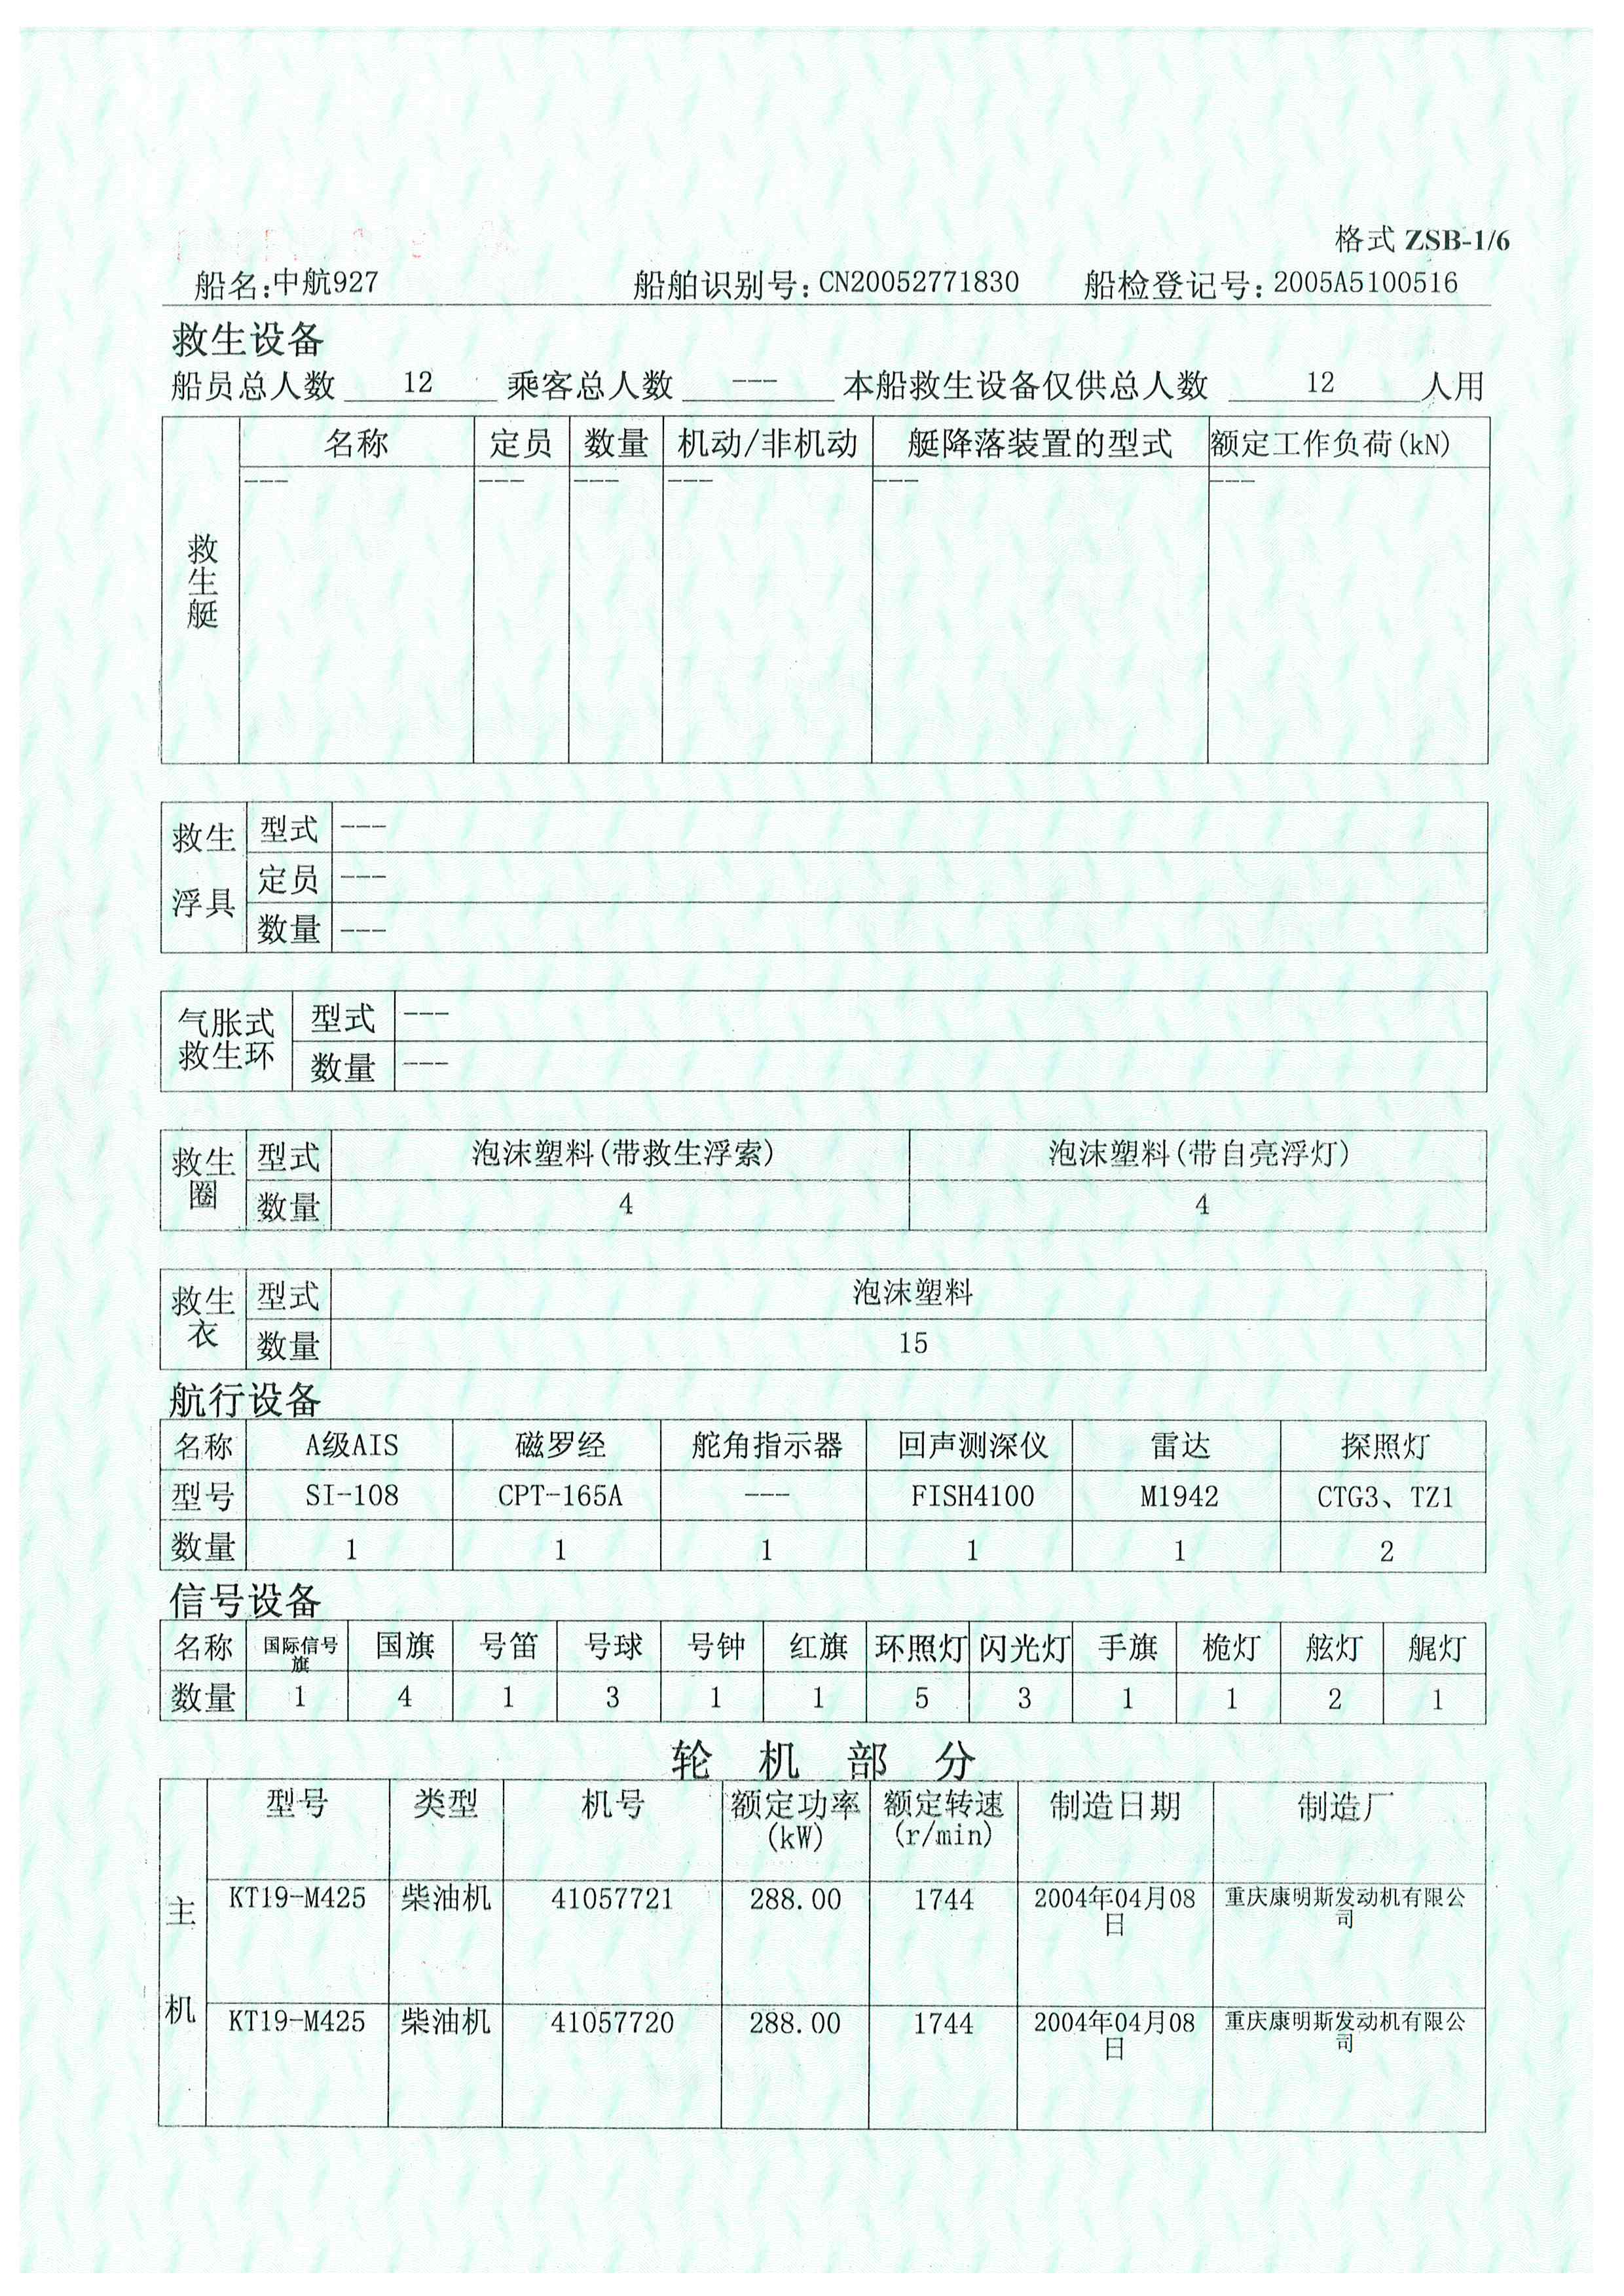 格式 ZSB-1/6
船名:中航927 船舶识别号:CN20052771830 船检登记号:2005A5100516
救生设备
船员总人数 12 乘客总人数 --- 本船救生设备仅供总人数 12 人用
名称 定员 数量 机动/非机动 艇降落装置的型式 额定工作负荷(kN)
--- --- --- --- --- ---
救生艇
救生浮具
型式 ---
定员 ---
数量 ---
气胀式
救生环
型式 ---
数量 ---
救生圈
型式 泡沫塑料(带救生浮索) 泡沫塑料(带自亮浮灯)
数量 4 4
救生衣
型式 泡沫塑料
数量 15
航行设备
名称 A级AIS 磁罗经 舵角指示器 回声测深仪 雷达 探照灯
型号 SI-108 CPT-165A --- FISH4100 M1942 CTG3、TZ1
数量 1 1 1 1 1 2
信号设备
名称 国际信号旗 国旗 号笛 号球 号钟 红旗 环照灯 闪光灯 手旗 桅灯 舷灯 艉灯
数量 1 4 1 3 1 1 5 3 1 1 2 1
轮 机 部 分
型号 类型 机号 额定功率(kW) 额定转速(r/min) 制造日期 制造厂
主机
KT19-M425 柴油机 41057721 288.00 1744 2004年04月08日 重庆康明斯发动机有限公司
KT19-M425 柴油机 41057720 288.00 1744 2004年04月08日 重庆康明斯发动机有限公司